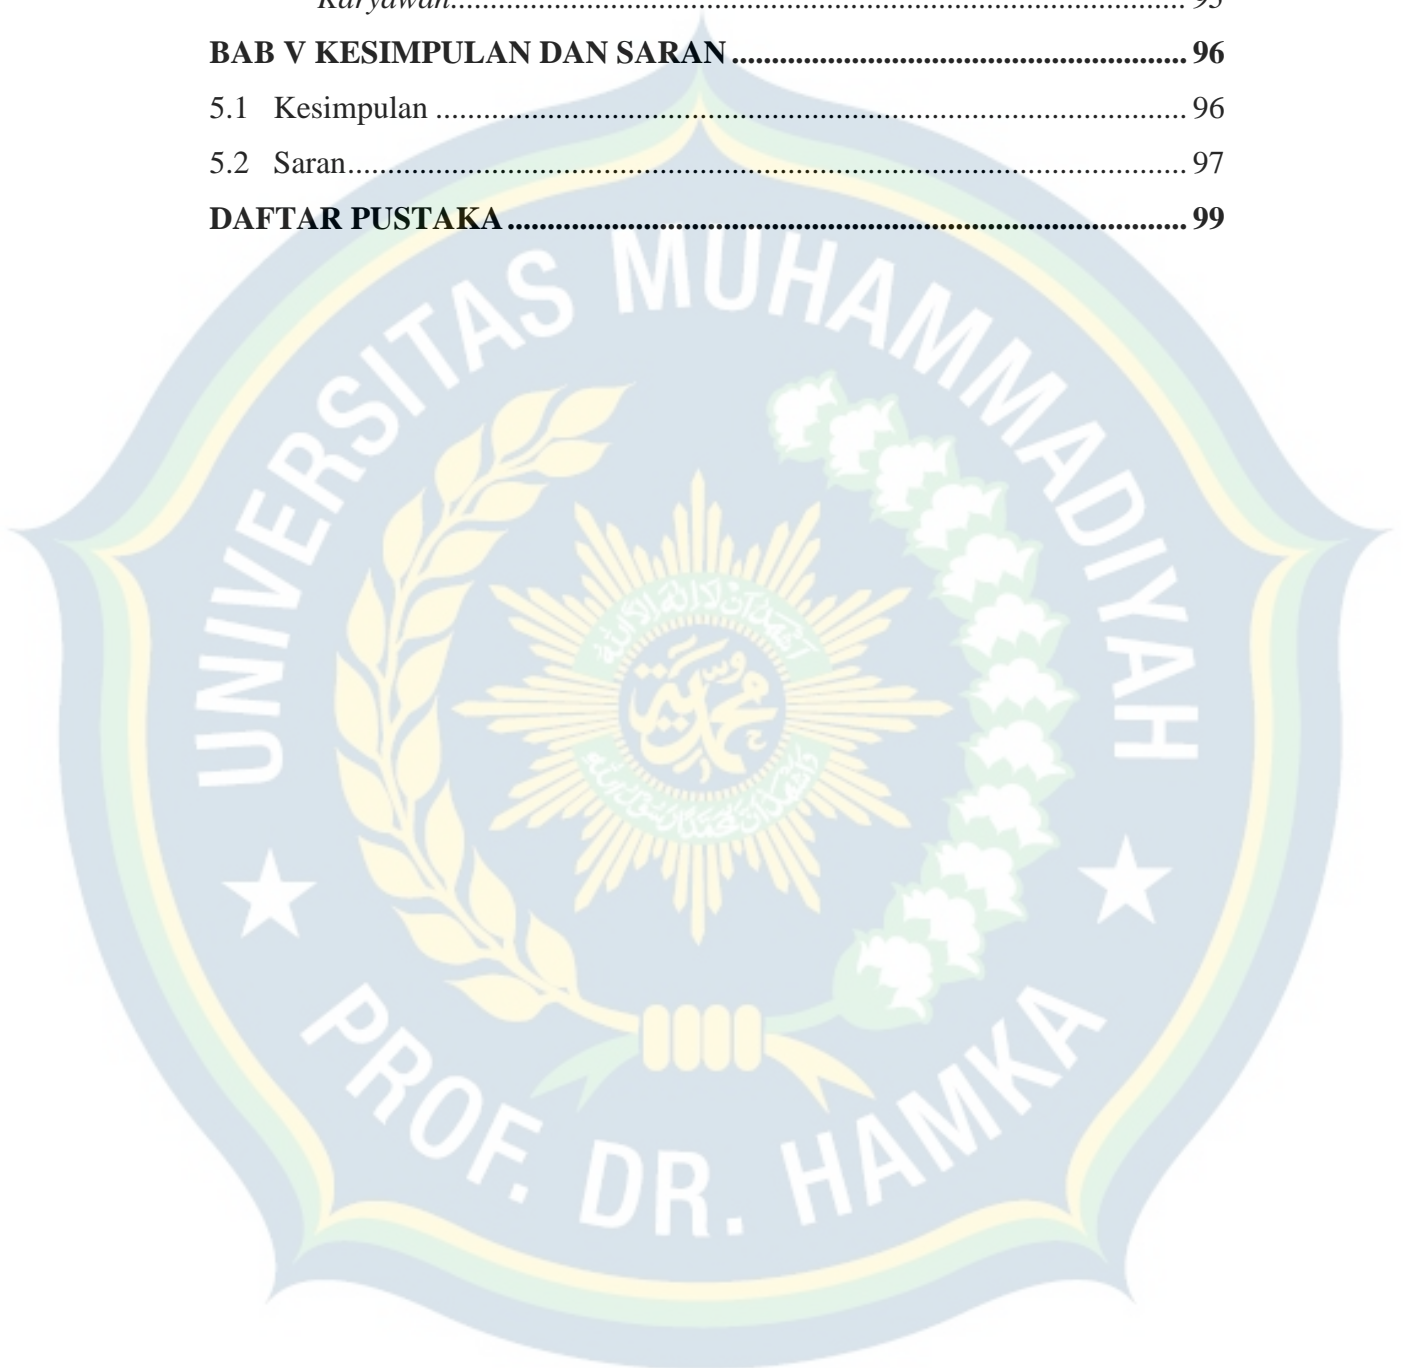 Karyawan.......................................................................................... 95
BAB V KESIMPULAN DAN SARAN ......................................................... 96
5.1 Kesimpulan .............................................................................................. 96
5.2 Saran......................................................................................................... 97
DAFTAR PUSTAKA ..................................................................................... 99
UNIVERSITAS MUHAMMADIYAH
محمدية
PROF. DR. HAMKA